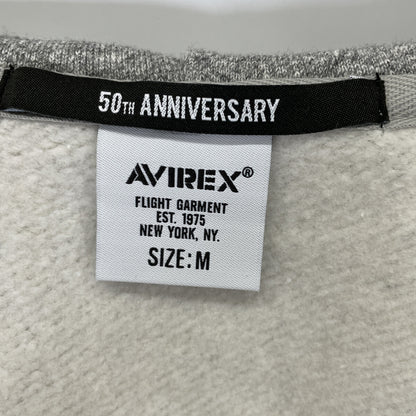 50TH ANNIVERSARY
AVIREX®
FLIGHT GARMENT
EST. 1975
NEW YORK, NY.
SIZE:M